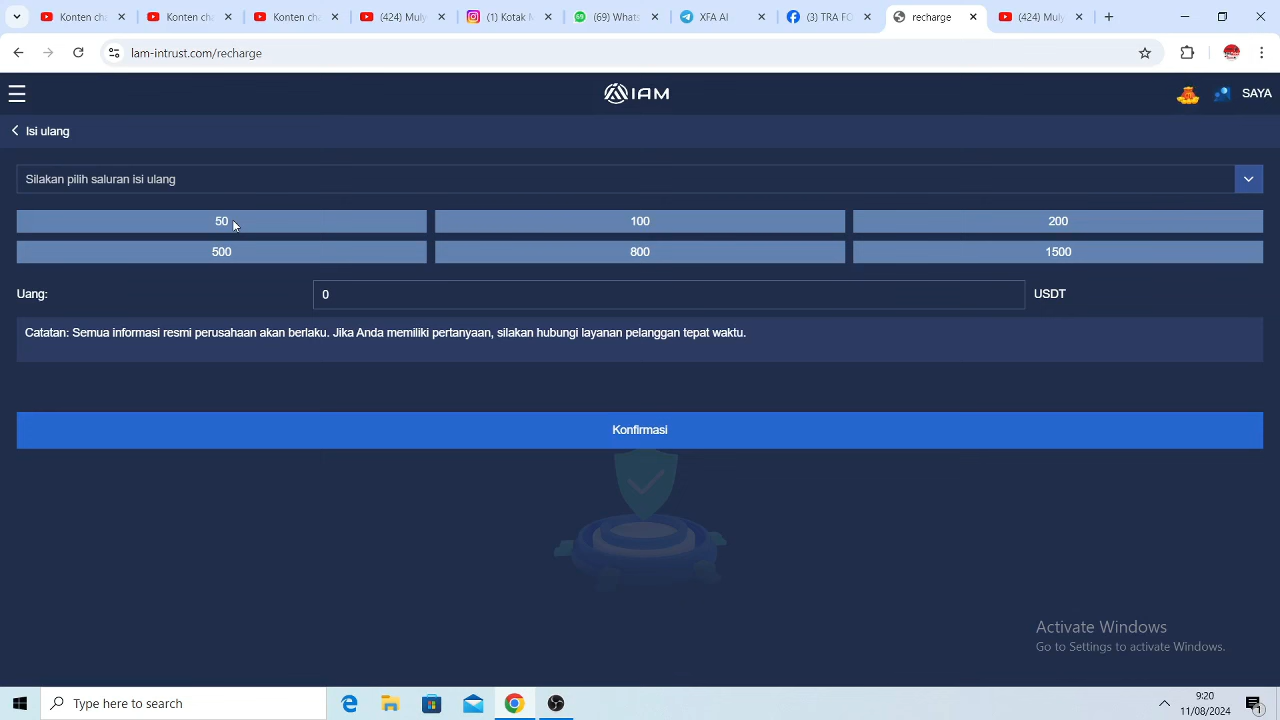 Konten ch
Konten ch
Konten ch
(424) Muly
(1) Kotak M
(69) Whats
XFA AI
(3) TRA FC
recharge
(424) Muly
lam-intrust.com/recharge
IAM
SAYA
Isi ulang
Silakan pilih saluran isi ulang
50
100
200
500
800
1500
Uang:
0
USDT
Catatan: Semua informasi resmi perusahaan akan berlaku. Jika Anda memiliki pertanyaan, silakan hubungi layanan pelanggan tepat waktu.
Konfirmasi
Activate Windows
Go to Settings to activate Windows.
Type here to search
9:20
11/08/2024
1